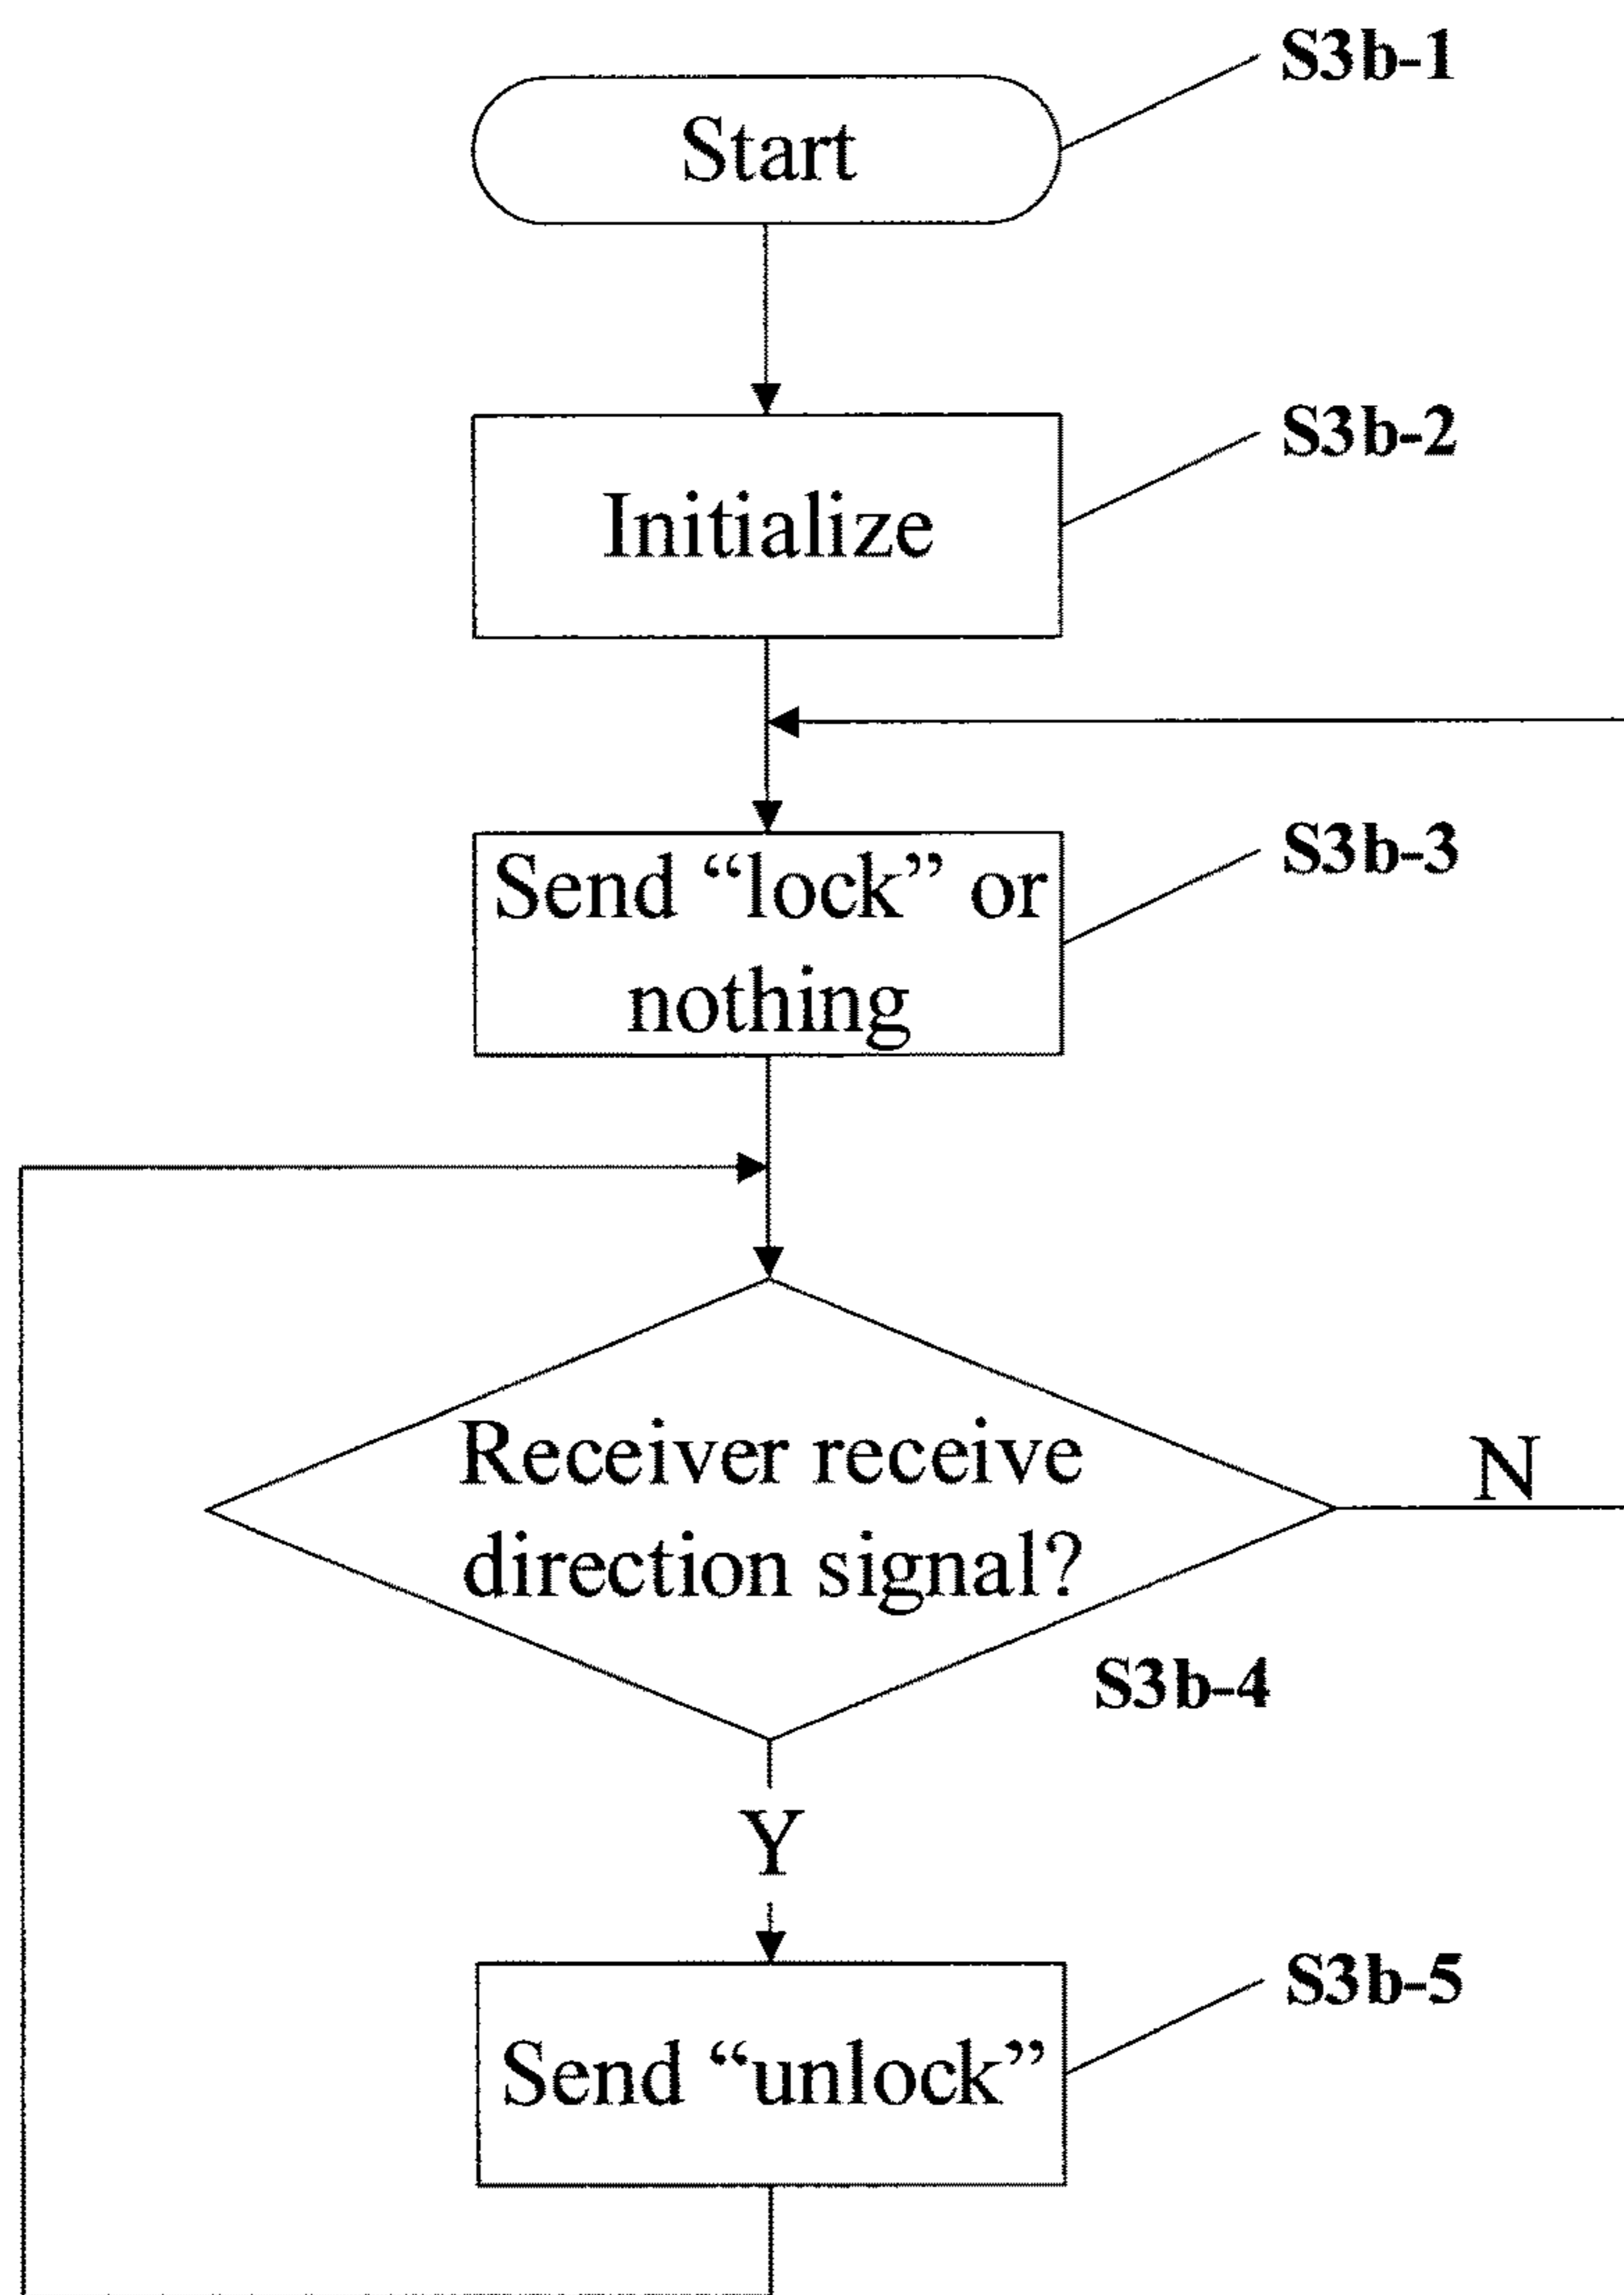 S3b-1
Start
S3b-2
Initialize
S3b-3
Send “lock” or
nothing
Receiver receive
direction signal?
N
S3b-4
Y
S3b-5
Send “unlock”